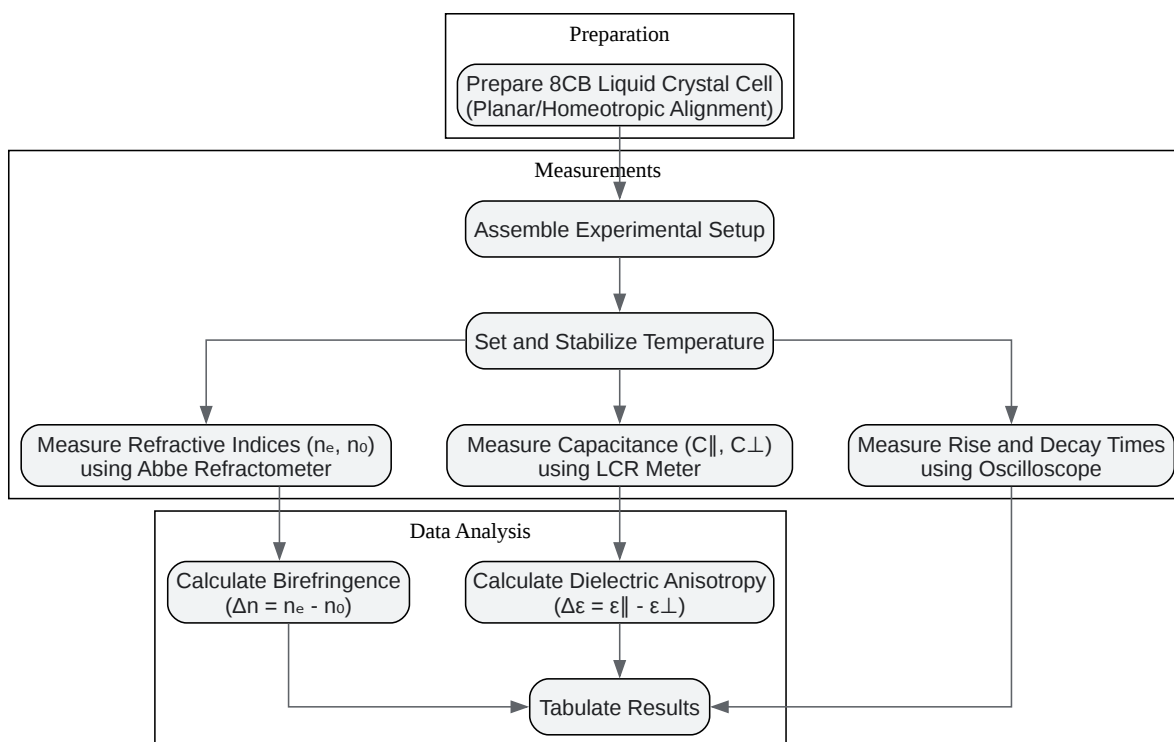 Preparation
Prepare 8CB Liquid Crystal Cell
(Planar/Homeotropic Alignment)
Measurements
Assemble Experimental Setup
Set and Stabilize Temperature
Measure Refractive Indices (nₑ, n₀)
using Abbe Refractometer
Measure Capacitance (C∥, C⊥)
using LCR Meter
Measure Rise and Decay Times
using Oscilloscope
Data Analysis
Calculate Birefringence
(Δn = nₑ - n₀)
Calculate Dielectric Anisotropy
(Δε = ε∥ - ε⊥)
Tabulate Results